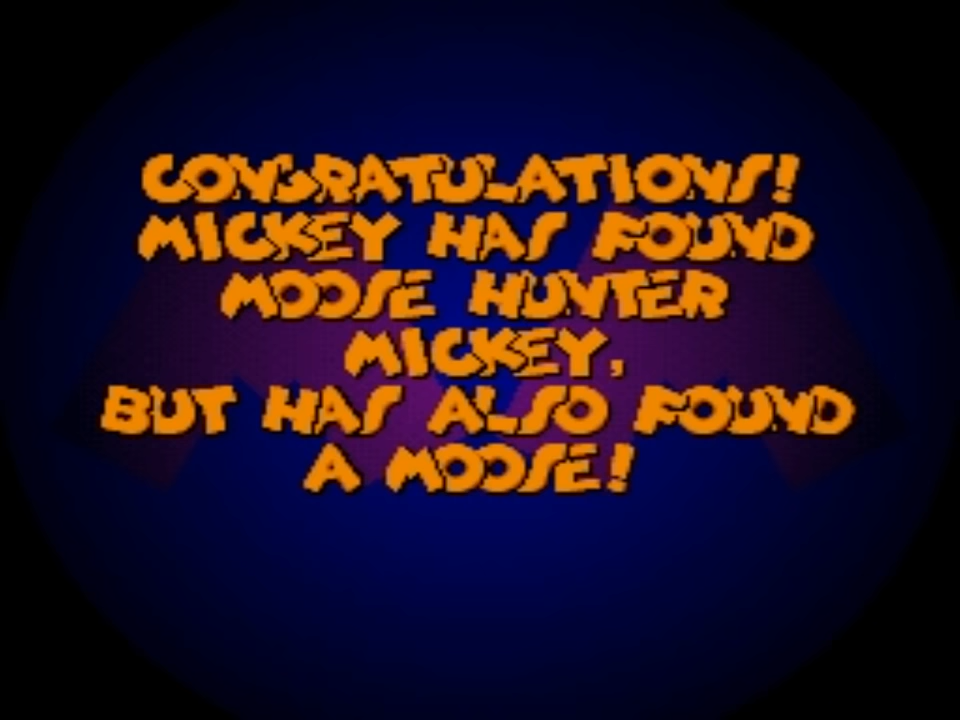 CONGRATULATIONS!
MICKEY HAS FOUND
MOOSE HUNTER
MICKEY,
BUT HAS ALSO FOUND
A MOOSE!